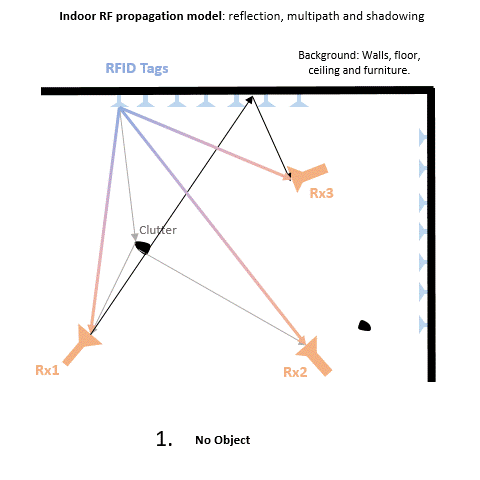 Indoor RF propagation model: reflection, multipath and shadowing
Background: Walls, floor,
ceiling and furniture.
RFID Tags
Rx3
Clutter
Rx1
Rx2
1. No Object